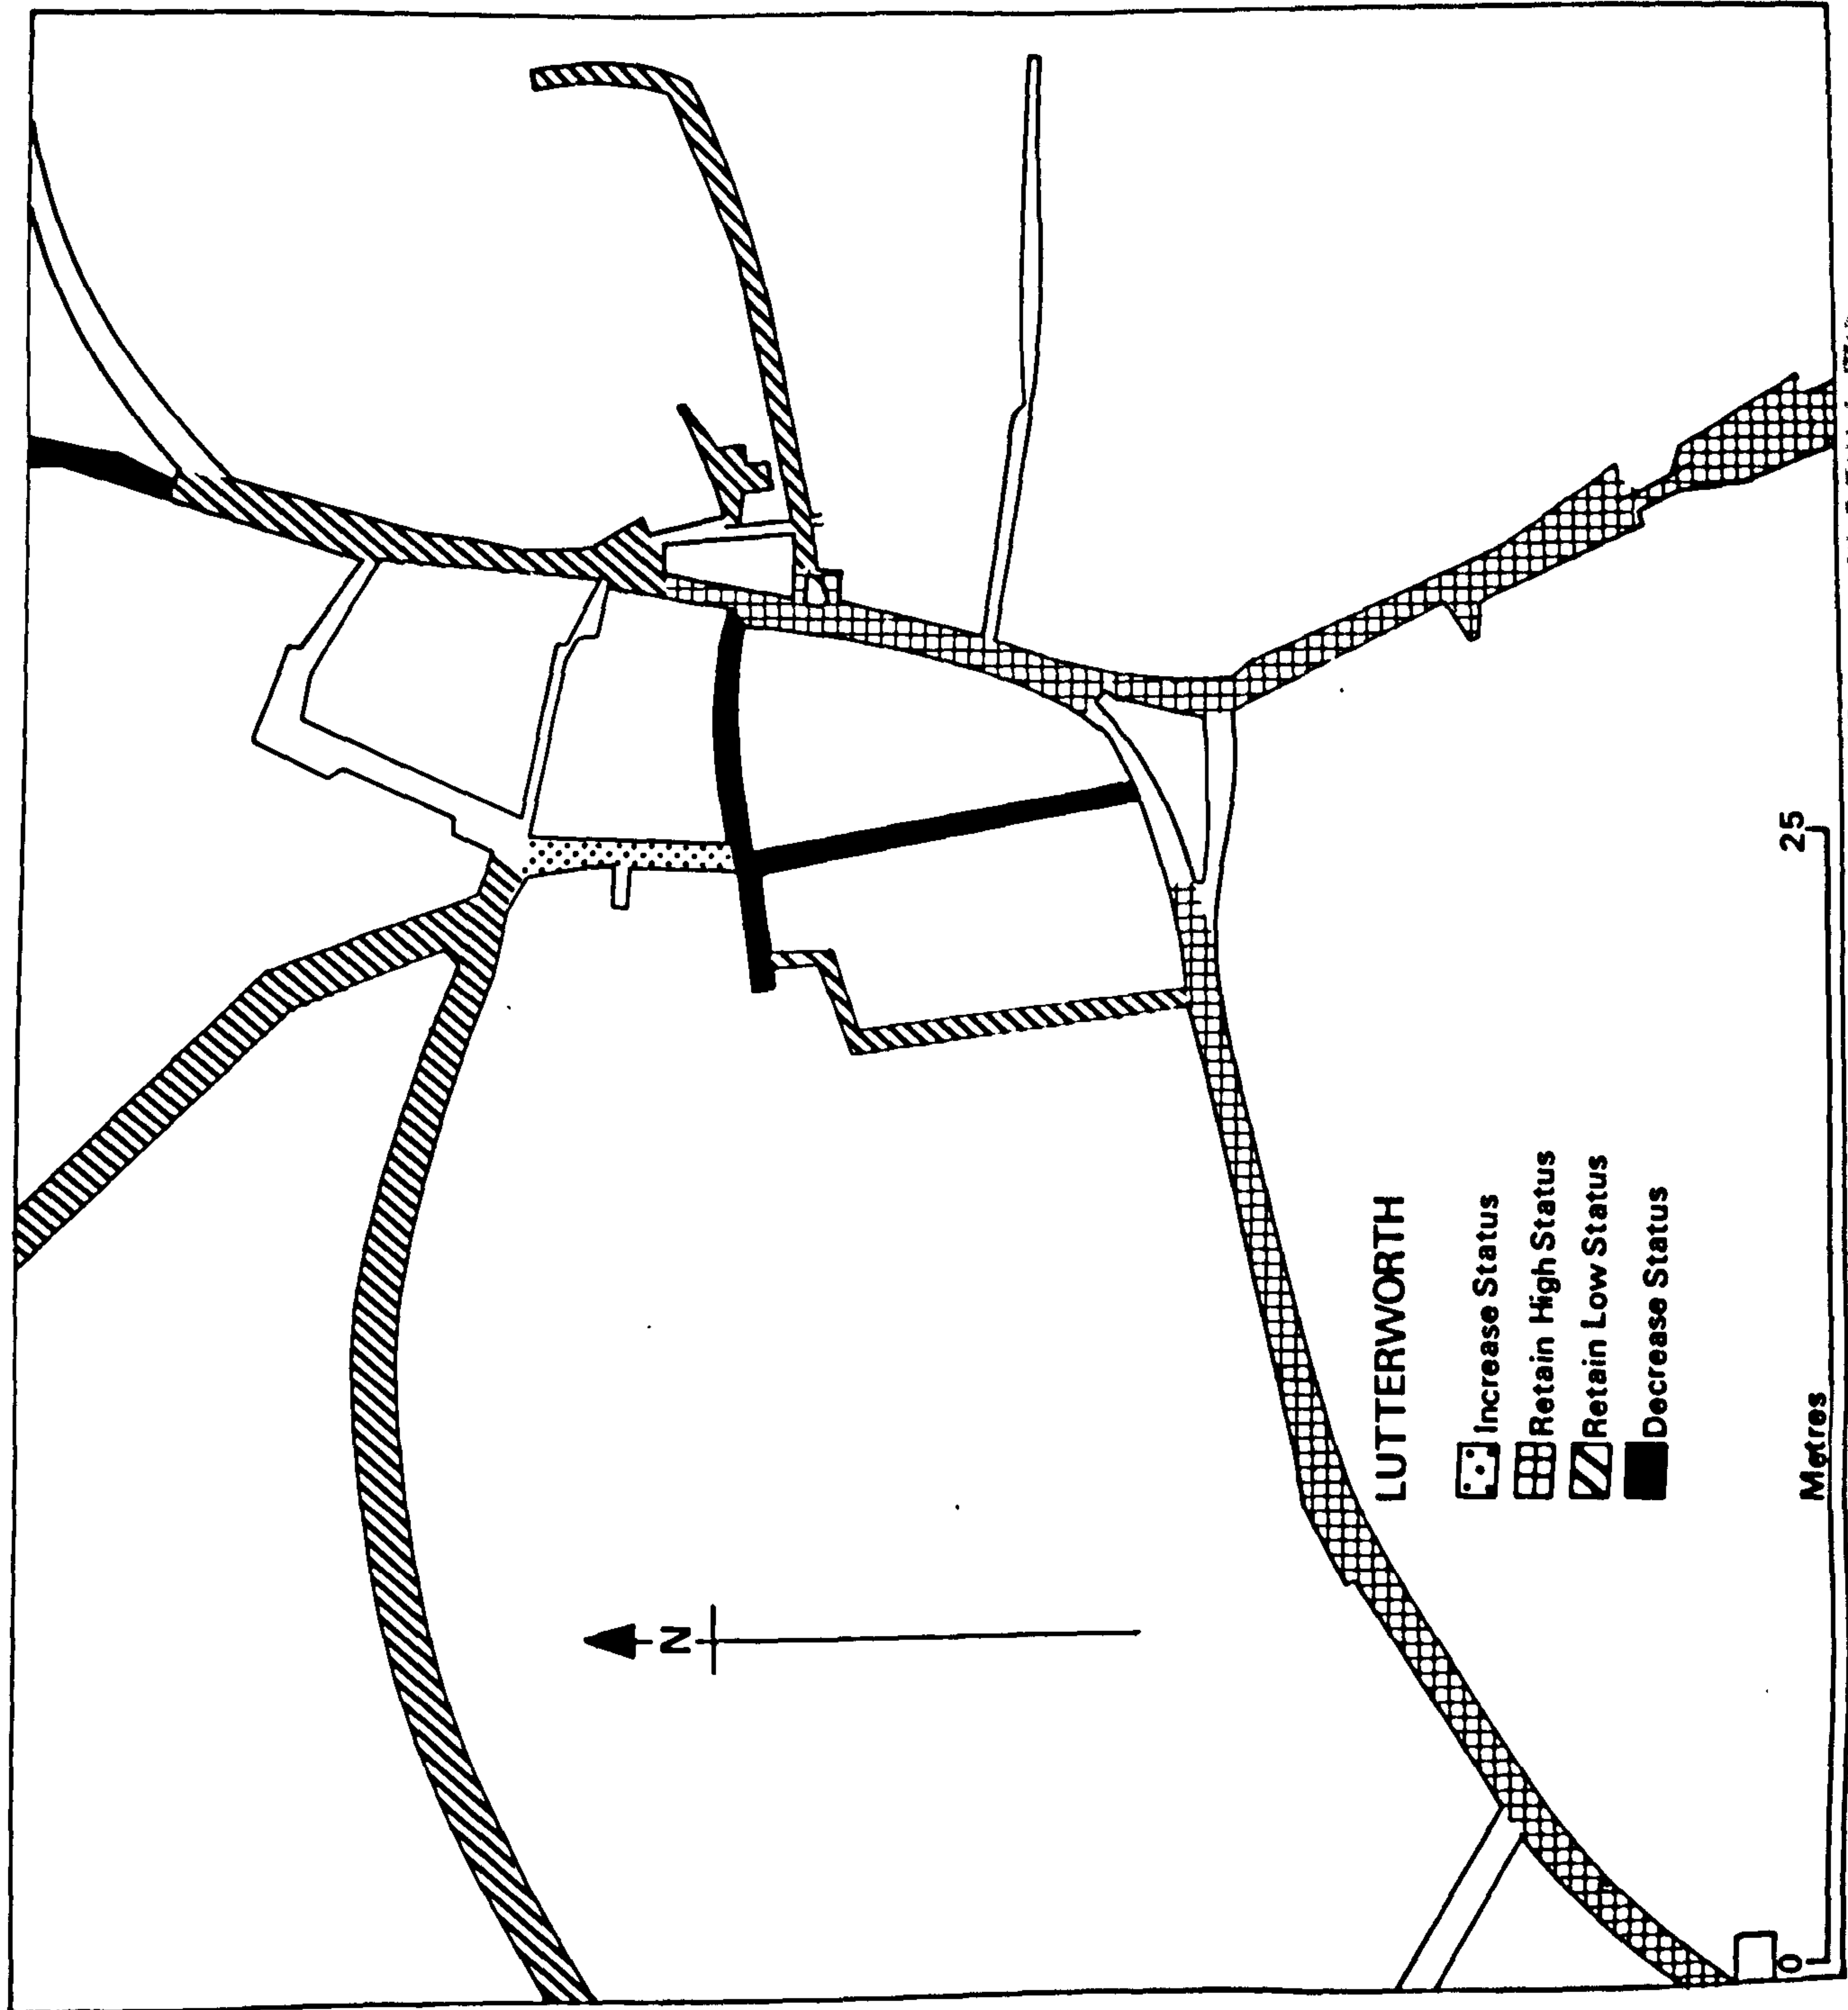 N
LUTTERWORTH
Increase Status
Retain High Status
Retain Low Status
Decrease Status
0 25
Metres